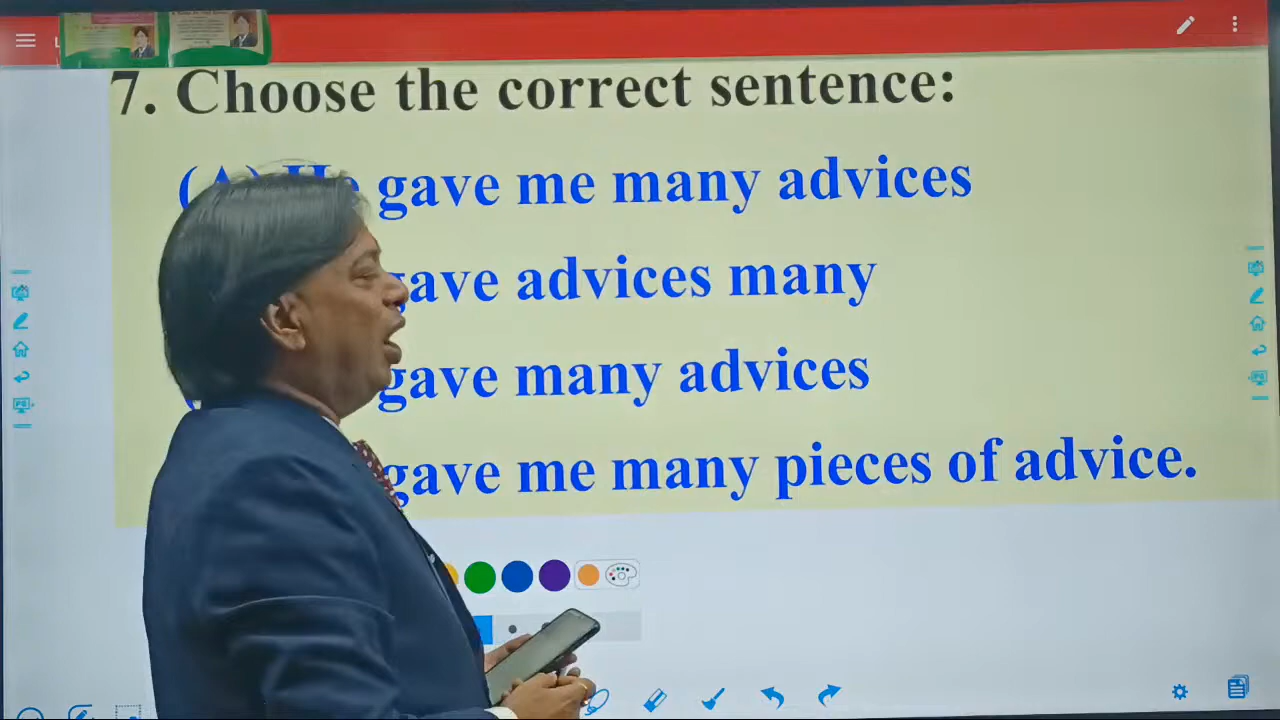 7. Choose the correct sentence:
(A) He gave me many advices
gave advices many
gave many advices
gave me many pieces of advice.